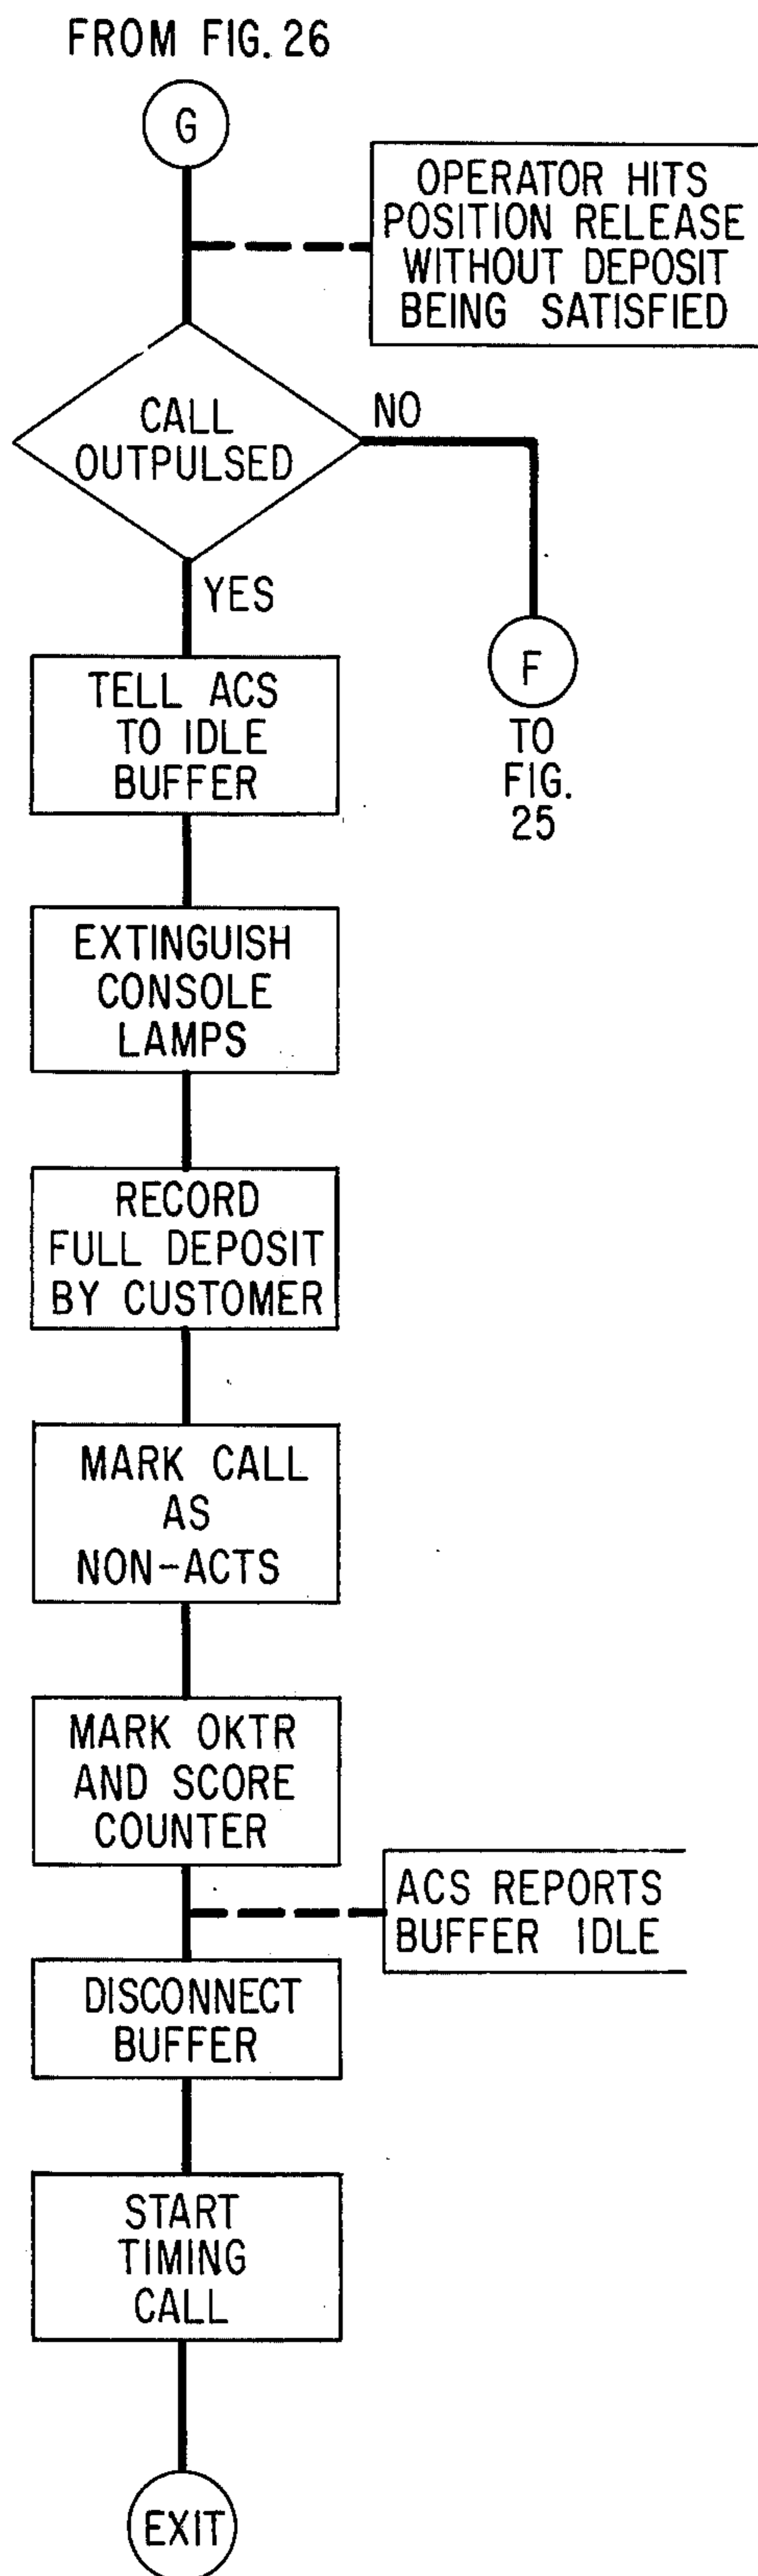 FROM FIG. 26
G
OPERATOR HITS
POSITION RELEASE
WITHOUT DEPOSIT
BEING SATISFIED
CALL
OUTPULSED
NO
YES
F
TO
FIG.
25
TELL ACS
TO IDLE
BUFFER
EXTINGUISH
CONSOLE
LAMPS
RECORD
FULL DEPOSIT
BY CUSTOMER
MARK CALL
AS
NON-ACTS
MARK OKTR
AND SCORE
COUNTER
ACS REPORTS
BUFFER IDLE
DISCONNECT
BUFFER
START
TIMING
CALL
EXIT